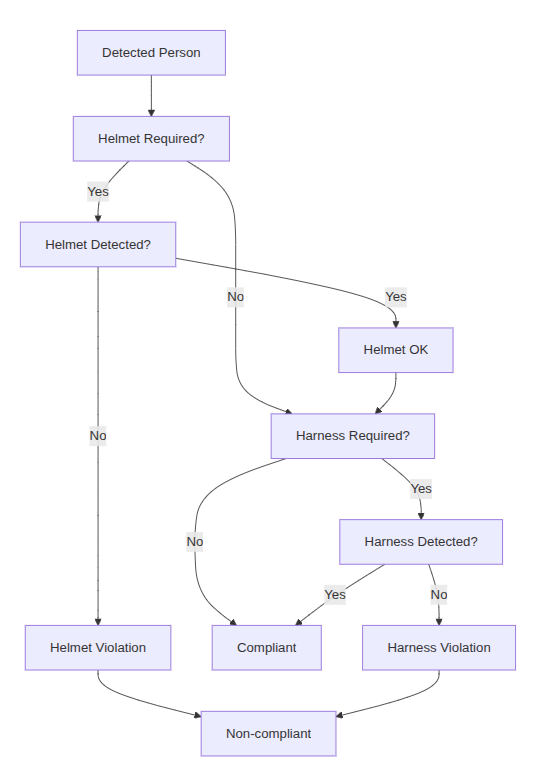 Detected Person
Helmet Required?
Yes
Helmet Detected?
No
Yes
Helmet OK
Harness Required?
No
Yes
No
Harness Detected?
Yes
No
Helmet Violation
Compliant
Harness Violation
Non-compliant